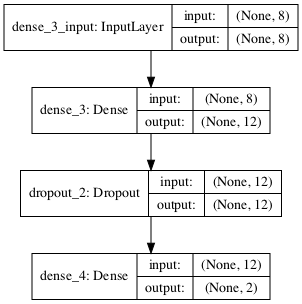 dense_3_input: InputLayer
input: (None, 8)
output: (None, 8)
dense_3: Dense
input: (None, 8)
output: (None, 12)
dropout_2: Dropout
input: (None, 12)
output: (None, 12)
dense_4: Dense
input: (None, 12)
output: (None, 2)